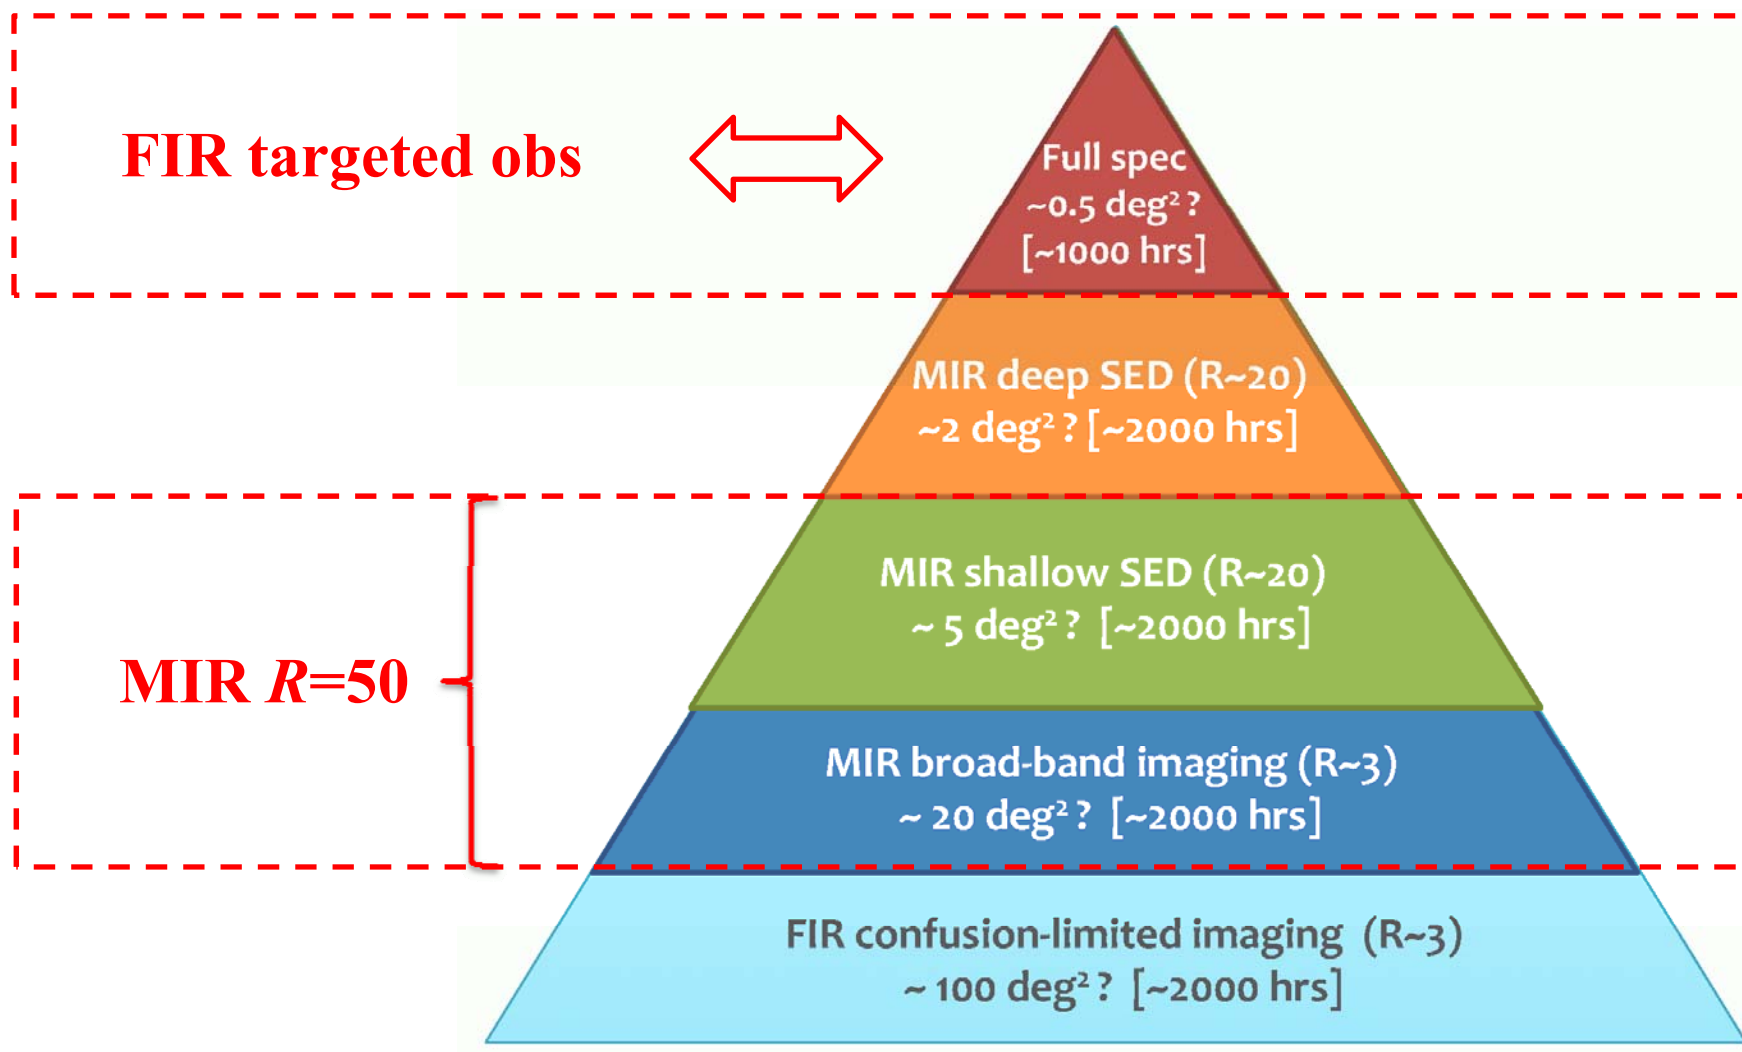 FIR targeted obs
Full spec
~0.5 deg² ?
[~1000 hrs]
MIR deep SED (R~20)
~2 deg² ? [~2000 hrs]
MIR shallow SED (R~20)
~ 5 deg² ? [~2000 hrs]
MIR R=50
MIR broad-band imaging (R~3)
~ 20 deg² ? [~2000 hrs]
FIR confusion-limited imaging (R~3)
~ 100 deg² ? [~2000 hrs]